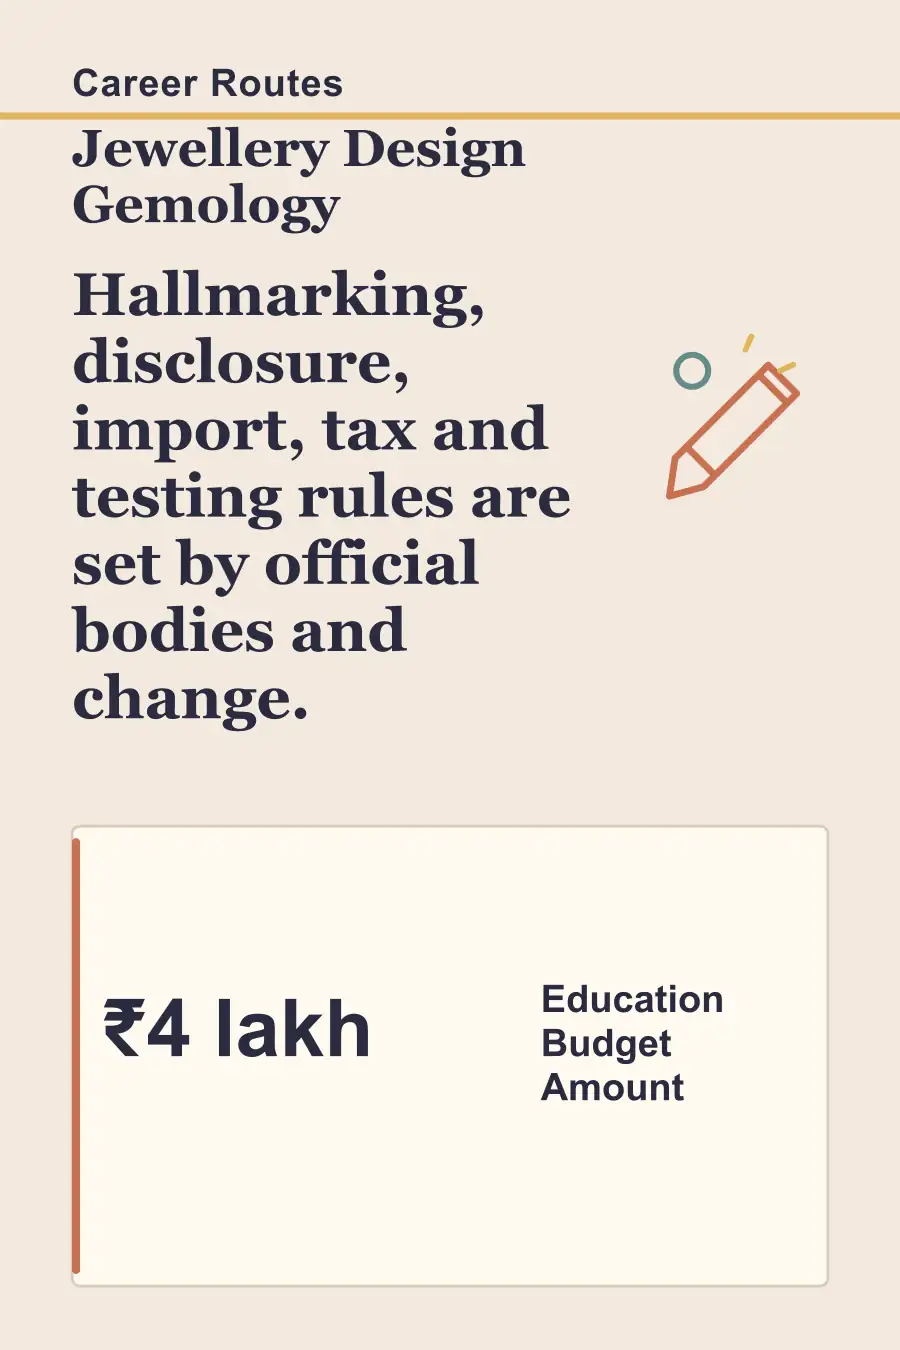 Career Routes
Jewellery Design
Gemology
Hallmarking,
disclosure,
import, tax and
testing rules are
set by official
bodies and
change.
₹4 lakh
Education
Budget
Amount